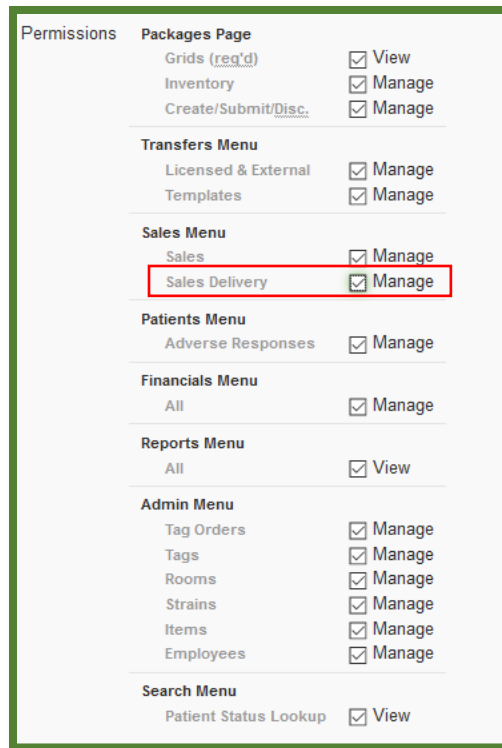 Permissions Packages Page
Grids (req'd) View
Inventory Manage
Create/Submit/Disc. Manage
Transfers Menu
Licensed & External Manage
Templates Manage
Sales Menu
Sales Manage
Sales Delivery Manage
Patients Menu
Adverse Responses Manage
Financials Menu
All Manage
Reports Menu
All View
Admin Menu
Tag Orders Manage
Tags Manage
Rooms Manage
Strains Manage
Items Manage
Employees Manage
Search Menu
Patient Status Lookup View